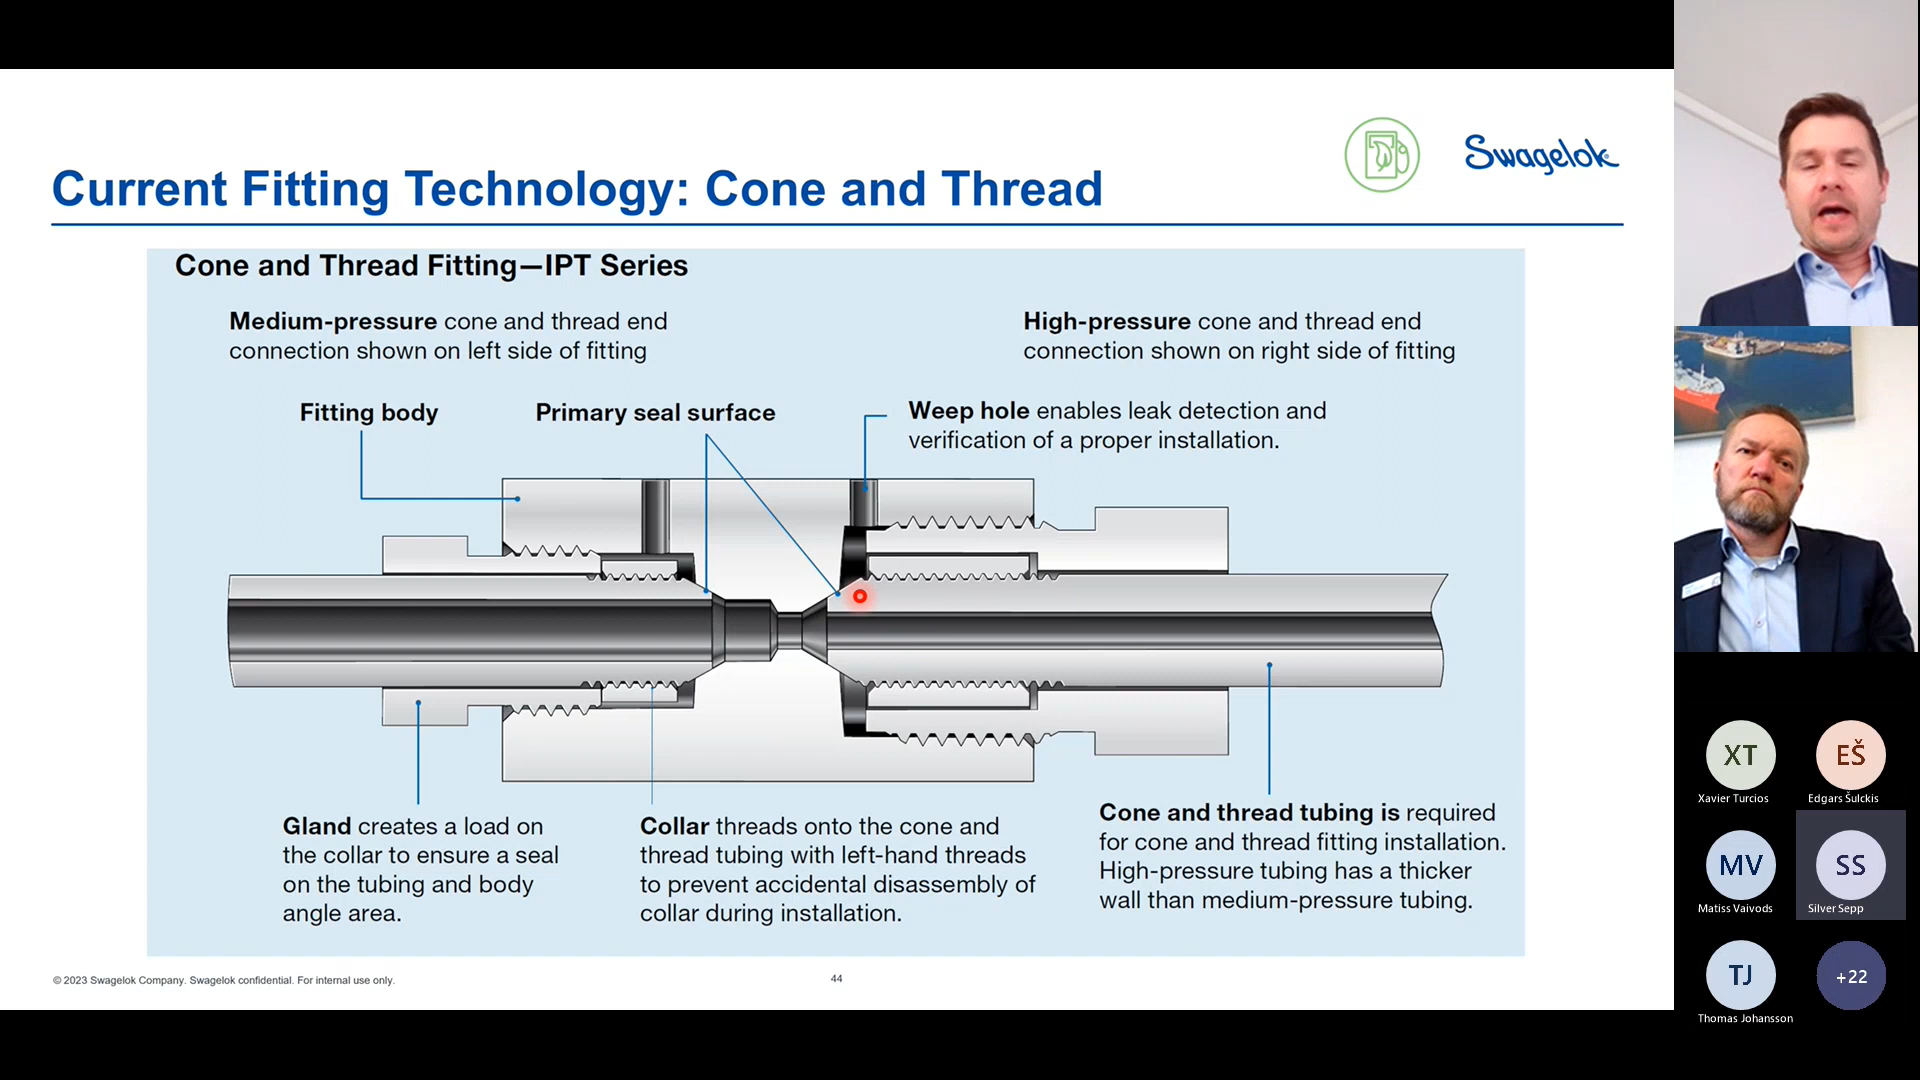 Swagelok
Current Fitting Technology: Cone and Thread
Cone and Thread Fitting—IPT Series
Medium-pressure cone and thread end
connection shown on left side of fitting
High-pressure cone and thread end
connection shown on right side of fitting
Fitting body
Primary seal surface
Weep hole enables leak detection and
verification of a proper installation.
Gland creates a load on
the collar to ensure a seal
on the tubing and body
angle area.
Collar threads onto the cone and
thread tubing with left-hand threads
to prevent accidental disassembly of
collar during installation.
Cone and thread tubing is required
for cone and thread fitting installation.
High-pressure tubing has a thicker
wall than medium-pressure tubing.
© 2023 Swagelok Company. Swagelok confidential. For internal use only.
44
XT
Xavier Turcios
EŠ
Edgars Šulckis
MV
Matiss Vaivods
SS
Silver Sepp
TJ
Thomas Johansson
+22